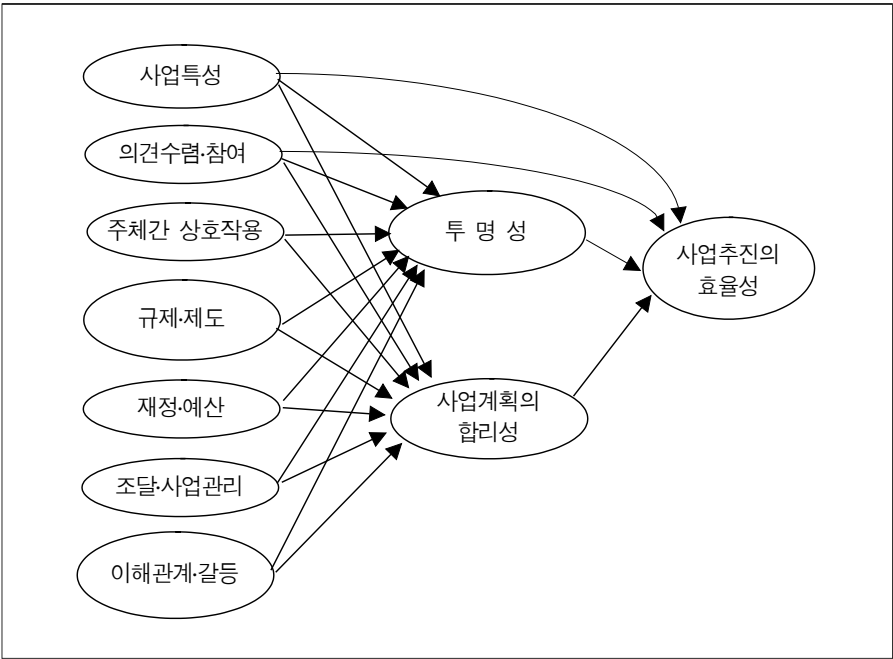 사업특성
의견수렴·참여
주체간 상호작용
규제·제도
재정·예산
조달·사업관리
이해관계·갈등
투 명 성
사업계획의
합리성
사업추진의
효율성